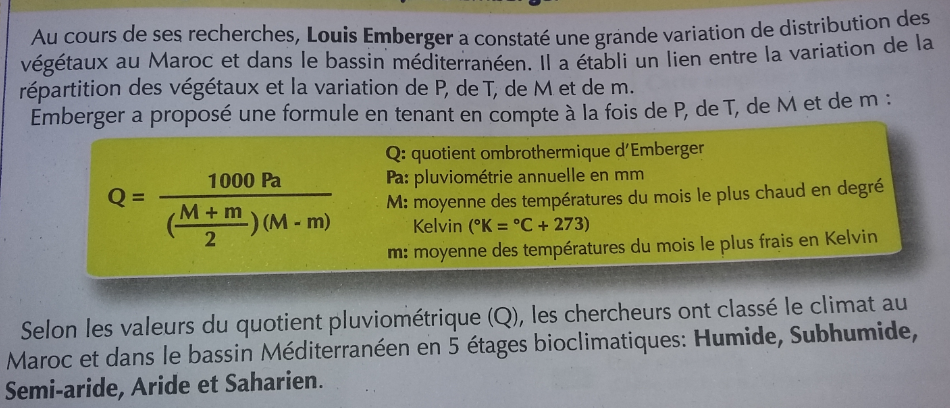 Au cours de ses recherches, Louis Emberger a constaté une grande variation de distribution des
végétaux au Maroc et dans le bassin méditerranéen. Il a établi un lien entre la variation de la
répartition des végétaux et la variation de P, de T, de M et de m.
Emberger a proposé une formule en tenant en compte à la fois de P, de T, de M et de m :
Q = 1000 Pa / ((M + m) / 2) (M - m)
Q: quotient ombrothermique d'Emberger
Pa: pluviométrie annuelle en mm
M: moyenne des températures du mois le plus chaud en degré
Kelvin (°K = °C + 273)
m: moyenne des températures du mois le plus frais en Kelvin
Selon les valeurs du quotient pluviométrique (Q), les chercheurs ont classé le climat au
Maroc et dans le bassin Méditerranéen en 5 étages bioclimatiques: Humide, Subhumide,
Semi-aride, Aride et Saharien.